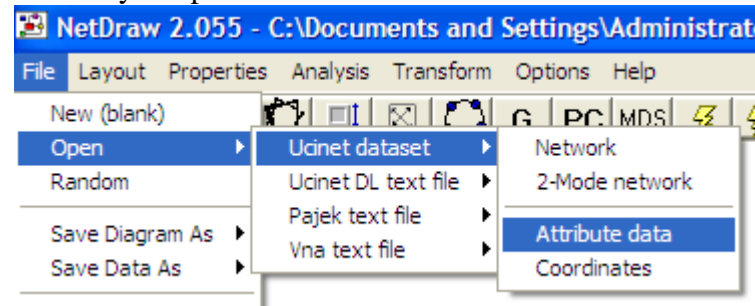 NetDraw 2.055 - C:\Documents and Settings\Administrat
File Layout Properties Analysis Transform Options Help
New (blank)
G PC MDS
Open
Ucinet dataset
Network
Random
Ucinet DL text file
2-Mode network
Pajek text file
Save Diagram As
Attribute data
Vna text file
Save Data As
Coordinates